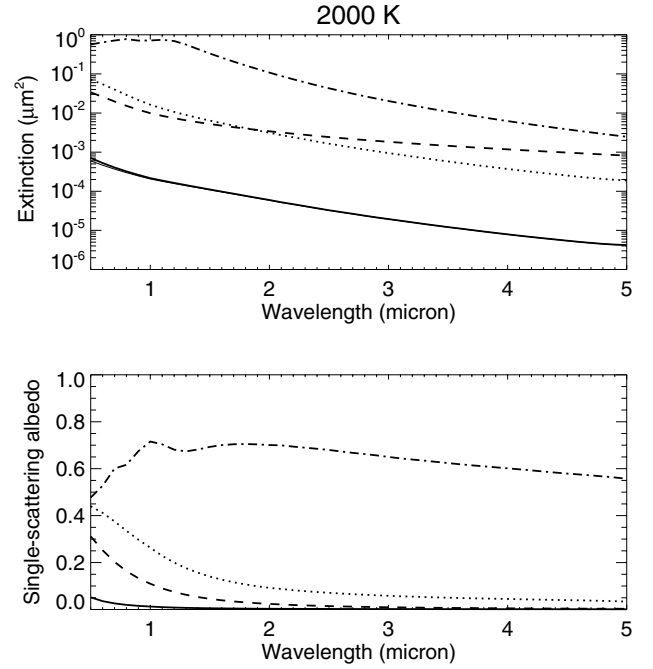 2000 K
10^0
10^-1
10^-2
10^-3
10^-4
10^-5
10^-6
Extinction (μm^2)
1 2 3 4 5
Wavelength (micron)
1.0
0.8
0.6
0.4
0.2
0.0
Single-scattering albedo
1 2 3 4 5
Wavelength (micron)